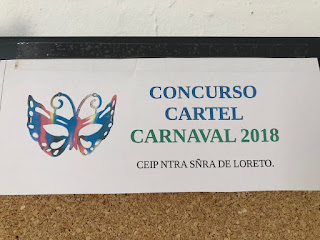 CONCURSO
CARTEL
CARNAVAL 2018
CEIP NTRA SÑRA DE LORETO.